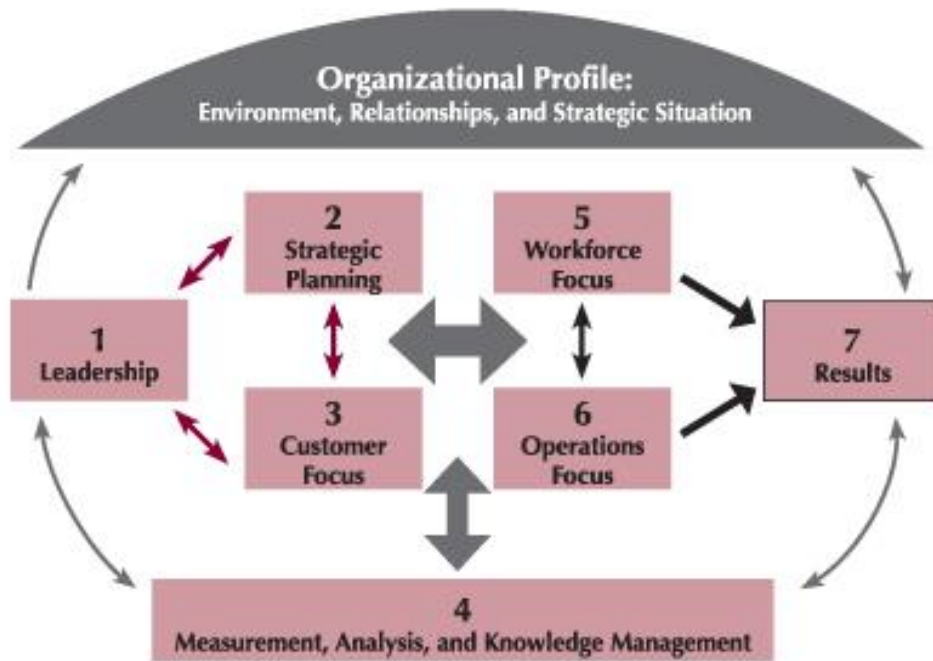 Organizational Profile:
Environment, Relationships, and Strategic Situation
1
Leadership
2
Strategic
Planning
3
Customer
Focus
5
Workforce
Focus
6
Operations
Focus
7
Results
4
Measurement, Analysis, and Knowledge Management